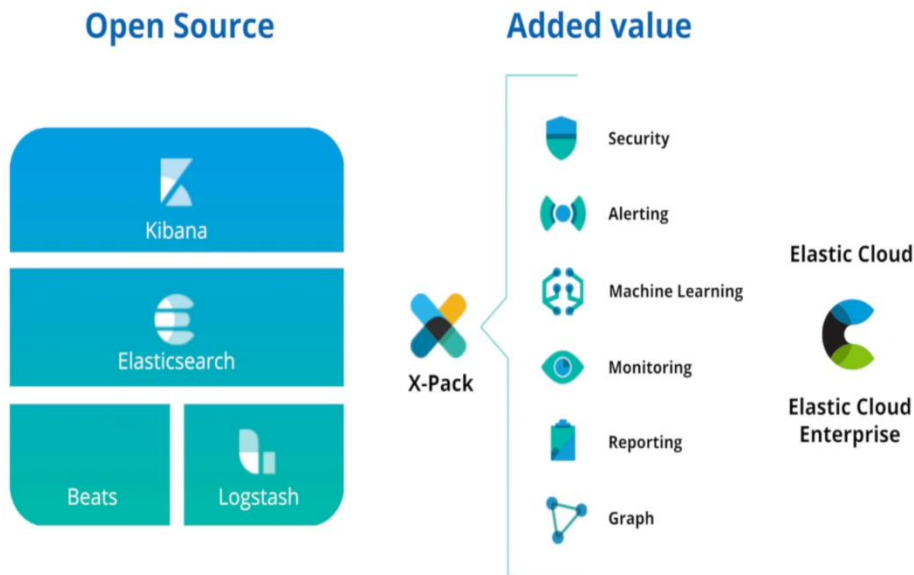 Open Source
Added value
Kibana
Elasticsearch
Beats
Logstash
X-Pack
Security
Alerting
Machine Learning
Monitoring
Reporting
Graph
Elastic Cloud
Elastic Cloud
Enterprise